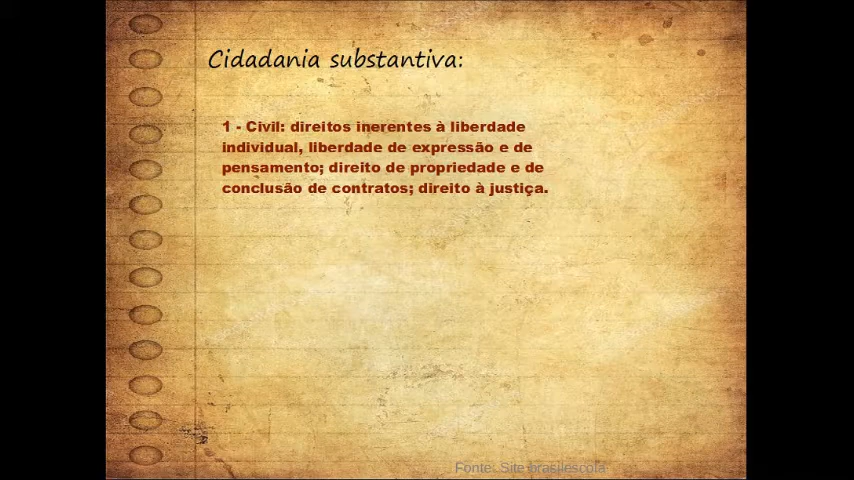 Cidadania substantiva:
1 - Civil: direitos inerentes à liberdade
individual, liberdade de expressão e de
pensamento; direito de propriedade e de
conclusão de contratos; direito à justiça.
Fonte: Site brasilescola